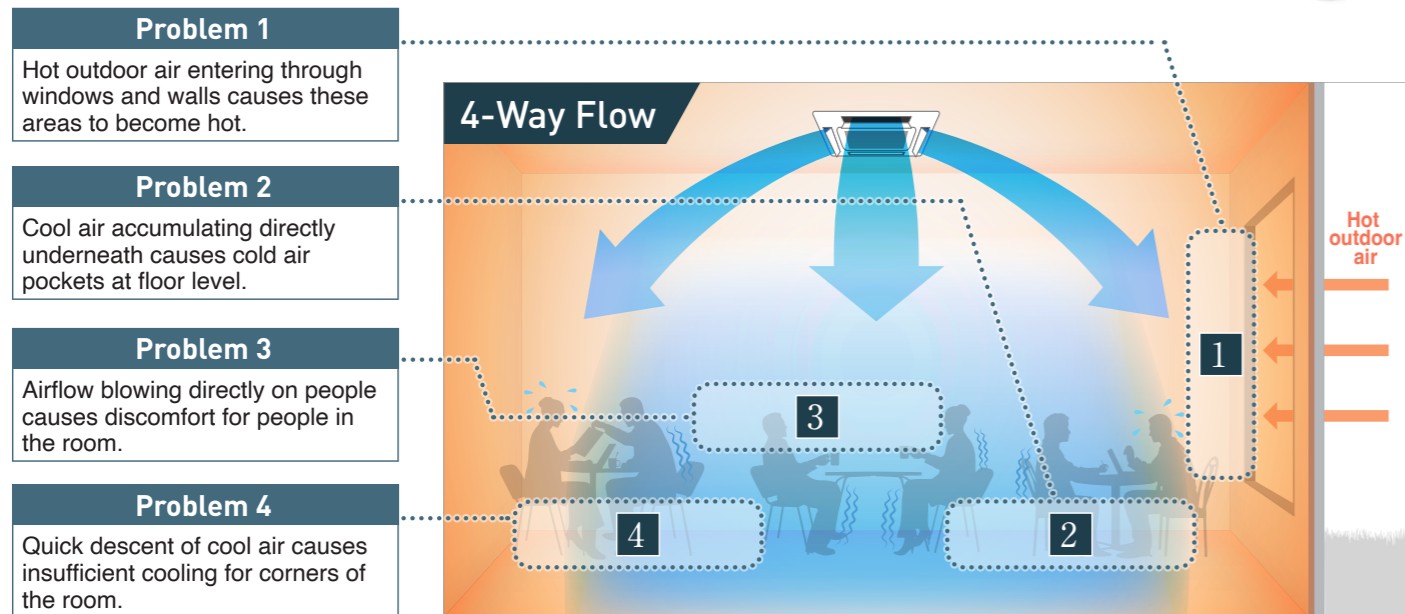 Problem 1
Hot outdoor air entering through
windows and walls causes these
areas to become hot.
Problem 2
Cool air accumulating directly
underneath causes cold air
pockets at floor level.
Problem 3
Airflow blowing directly on people
causes discomfort for people in
the room.
Problem 4
Quick descent of cool air causes
insufficient cooling for corners of
the room.
4-Way Flow
Hot
outdoor
air
1
3
4
2